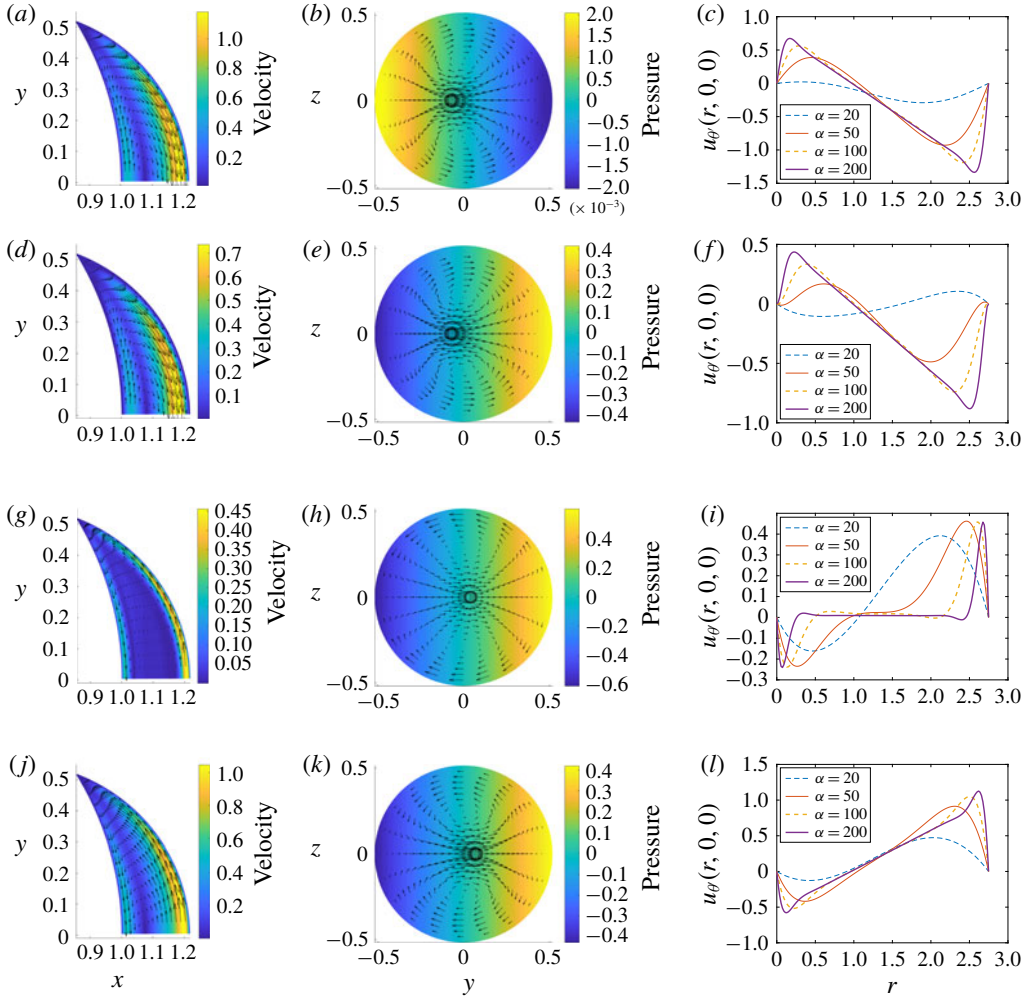 (a)
0.5
0.4
0.3
0.2
0.1
0
y
0.9 1.0 1.1 1.2
1.0
0.8
0.6
0.4
0.2
Velocity
(b)
0.5
0
−0.5
z
−0.5 0 0.5
2.0
1.5
1.0
0.5
0
−0.5
−1.0
−1.5
−2.0
(× 10⁻³)
Pressure
(c)
1.0
0.5
0
−0.5
−1.0
−1.5
u_θ′(r, 0, 0)
α = 20
α = 50
α = 100
α = 200
0 0.5 1.0 1.5 2.0 2.5 3.0
(d)
0.5
0.4
0.3
0.2
0.1
0
y
0.9 1.0 1.1 1.2
0.7
0.6
0.5
0.4
0.3
0.2
0.1
Velocity
(e)
0.5
0
−0.5
z
−0.5 0 0.5
0.4
0.3
0.2
0.1
0
−0.1
−0.2
−0.3
−0.4
Pressure
(f)
0.5
0
−0.5
−1.0
u_θ′(r, 0, 0)
α = 20
α = 50
α = 100
α = 200
0 0.5 1.0 1.5 2.0 2.5 3.0
(g)
0.5
0.4
0.3
0.2
0.1
0
y
0.9 1.0 1.1 1.2
0.45
0.40
0.35
0.30
0.25
0.20
0.15
0.10
0.05
Velocity
(h)
0.5
0
−0.5
z
−0.5 0 0.5
0.4
0.2
0
−0.2
−0.4
−0.6
Pressure
(i)
0.4
0.3
0.2
0.1
0
−0.1
−0.2
−0.3
u_θ′(r, 0, 0)
α = 20
α = 50
α = 100
α = 200
0 0.5 1.0 1.5 2.0 2.5 3.0
(j)
0.5
0.4
0.3
0.2
0.1
0
y
0.9 1.0 1.1 1.2
x
1.0
0.8
0.6
0.4
0.2
Velocity
(k)
0.5
0
−0.5
z
−0.5 0 0.5
y
0.4
0.3
0.2
0.1
0
−0.1
−0.2
−0.3
−0.4
Pressure
(l)
1.5
1.0
0.5
0
−0.5
−1.0
u_θ′(r, 0, 0)
α = 20
α = 50
α = 100
α = 200
0 0.5 1.0 1.5 2.0 2.5 3.0
r